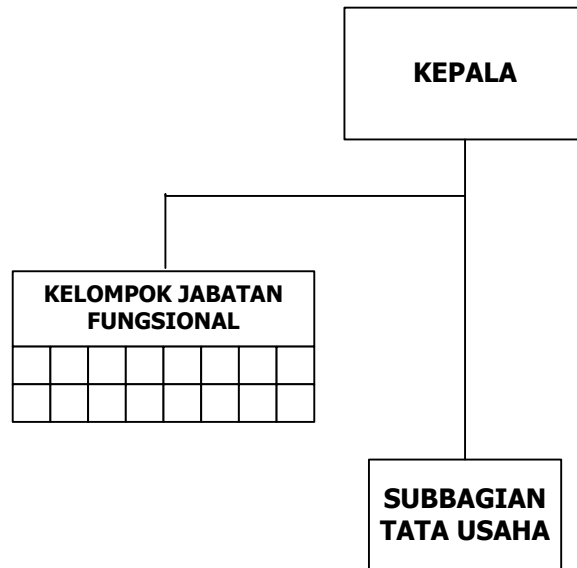 KEPALA
KELOMPOK JABATAN
FUNGSIONAL
SUBBAGIAN
TATA USAHA